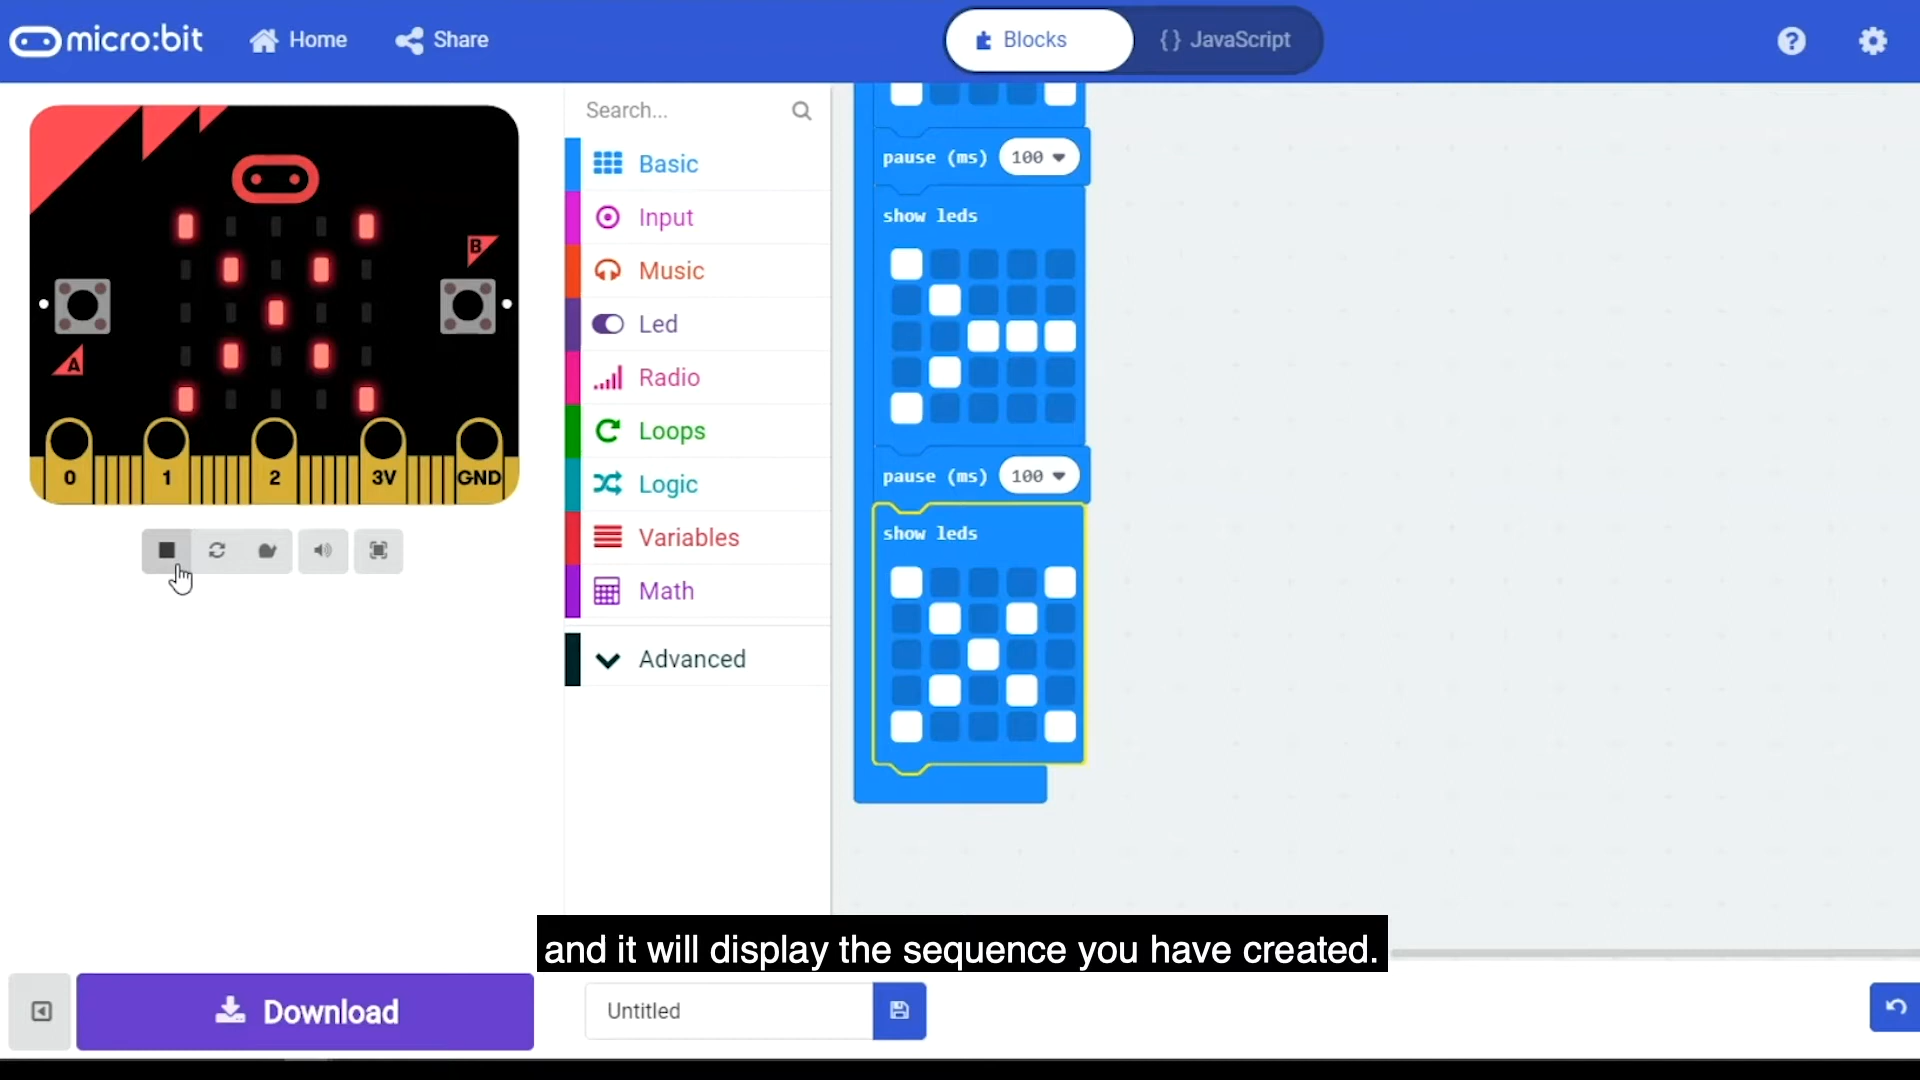 micro:bit
Home
Share
Blocks
{} JavaScript
?
B
A
0
1
2
3V
GND
Search...
Basic
Input
Music
Led
Radio
Loops
Logic
Variables
Math
Advanced
pause (ms) 100
show leds
pause (ms) 100
show leds
and it will display the sequence you have created.
Download
Untitled